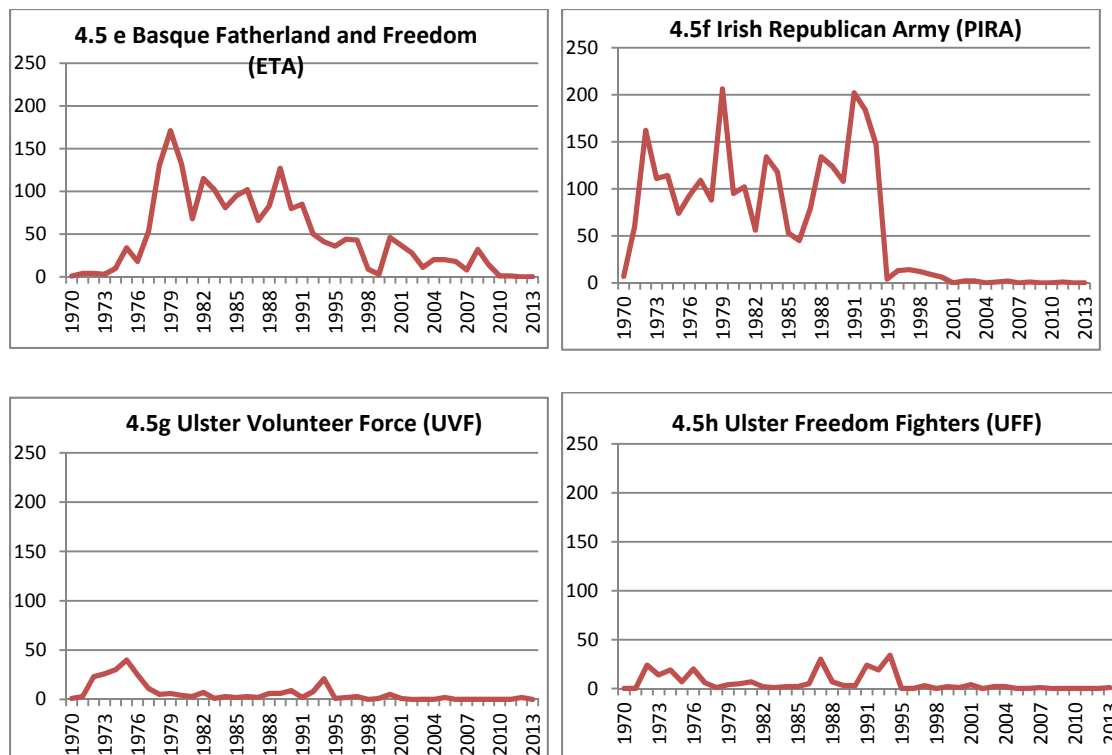 4.5 e Basque Fatherland and Freedom
(ETA)
250
200
150
100
50
0
1970 1973 1976 1979 1982 1985 1988 1991 1995 1998 2001 2004 2007 2010 2013
4.5f Irish Republican Army (PIRA)
250
200
150
100
50
0
1970 1973 1976 1979 1982 1985 1988 1991 1995 1998 2001 2004 2007 2010 2013
4.5g Ulster Volunteer Force (UVF)
250
200
150
100
50
0
1970 1973 1976 1979 1982 1985 1988 1991 1995 1998 2001 2004 2007 2010 2013
4.5h Ulster Freedom Fighters (UFF)
250
200
150
100
50
0
1970 1973 1976 1979 1982 1985 1988 1991 1995 1998 2001 2004 2007 2010 2013